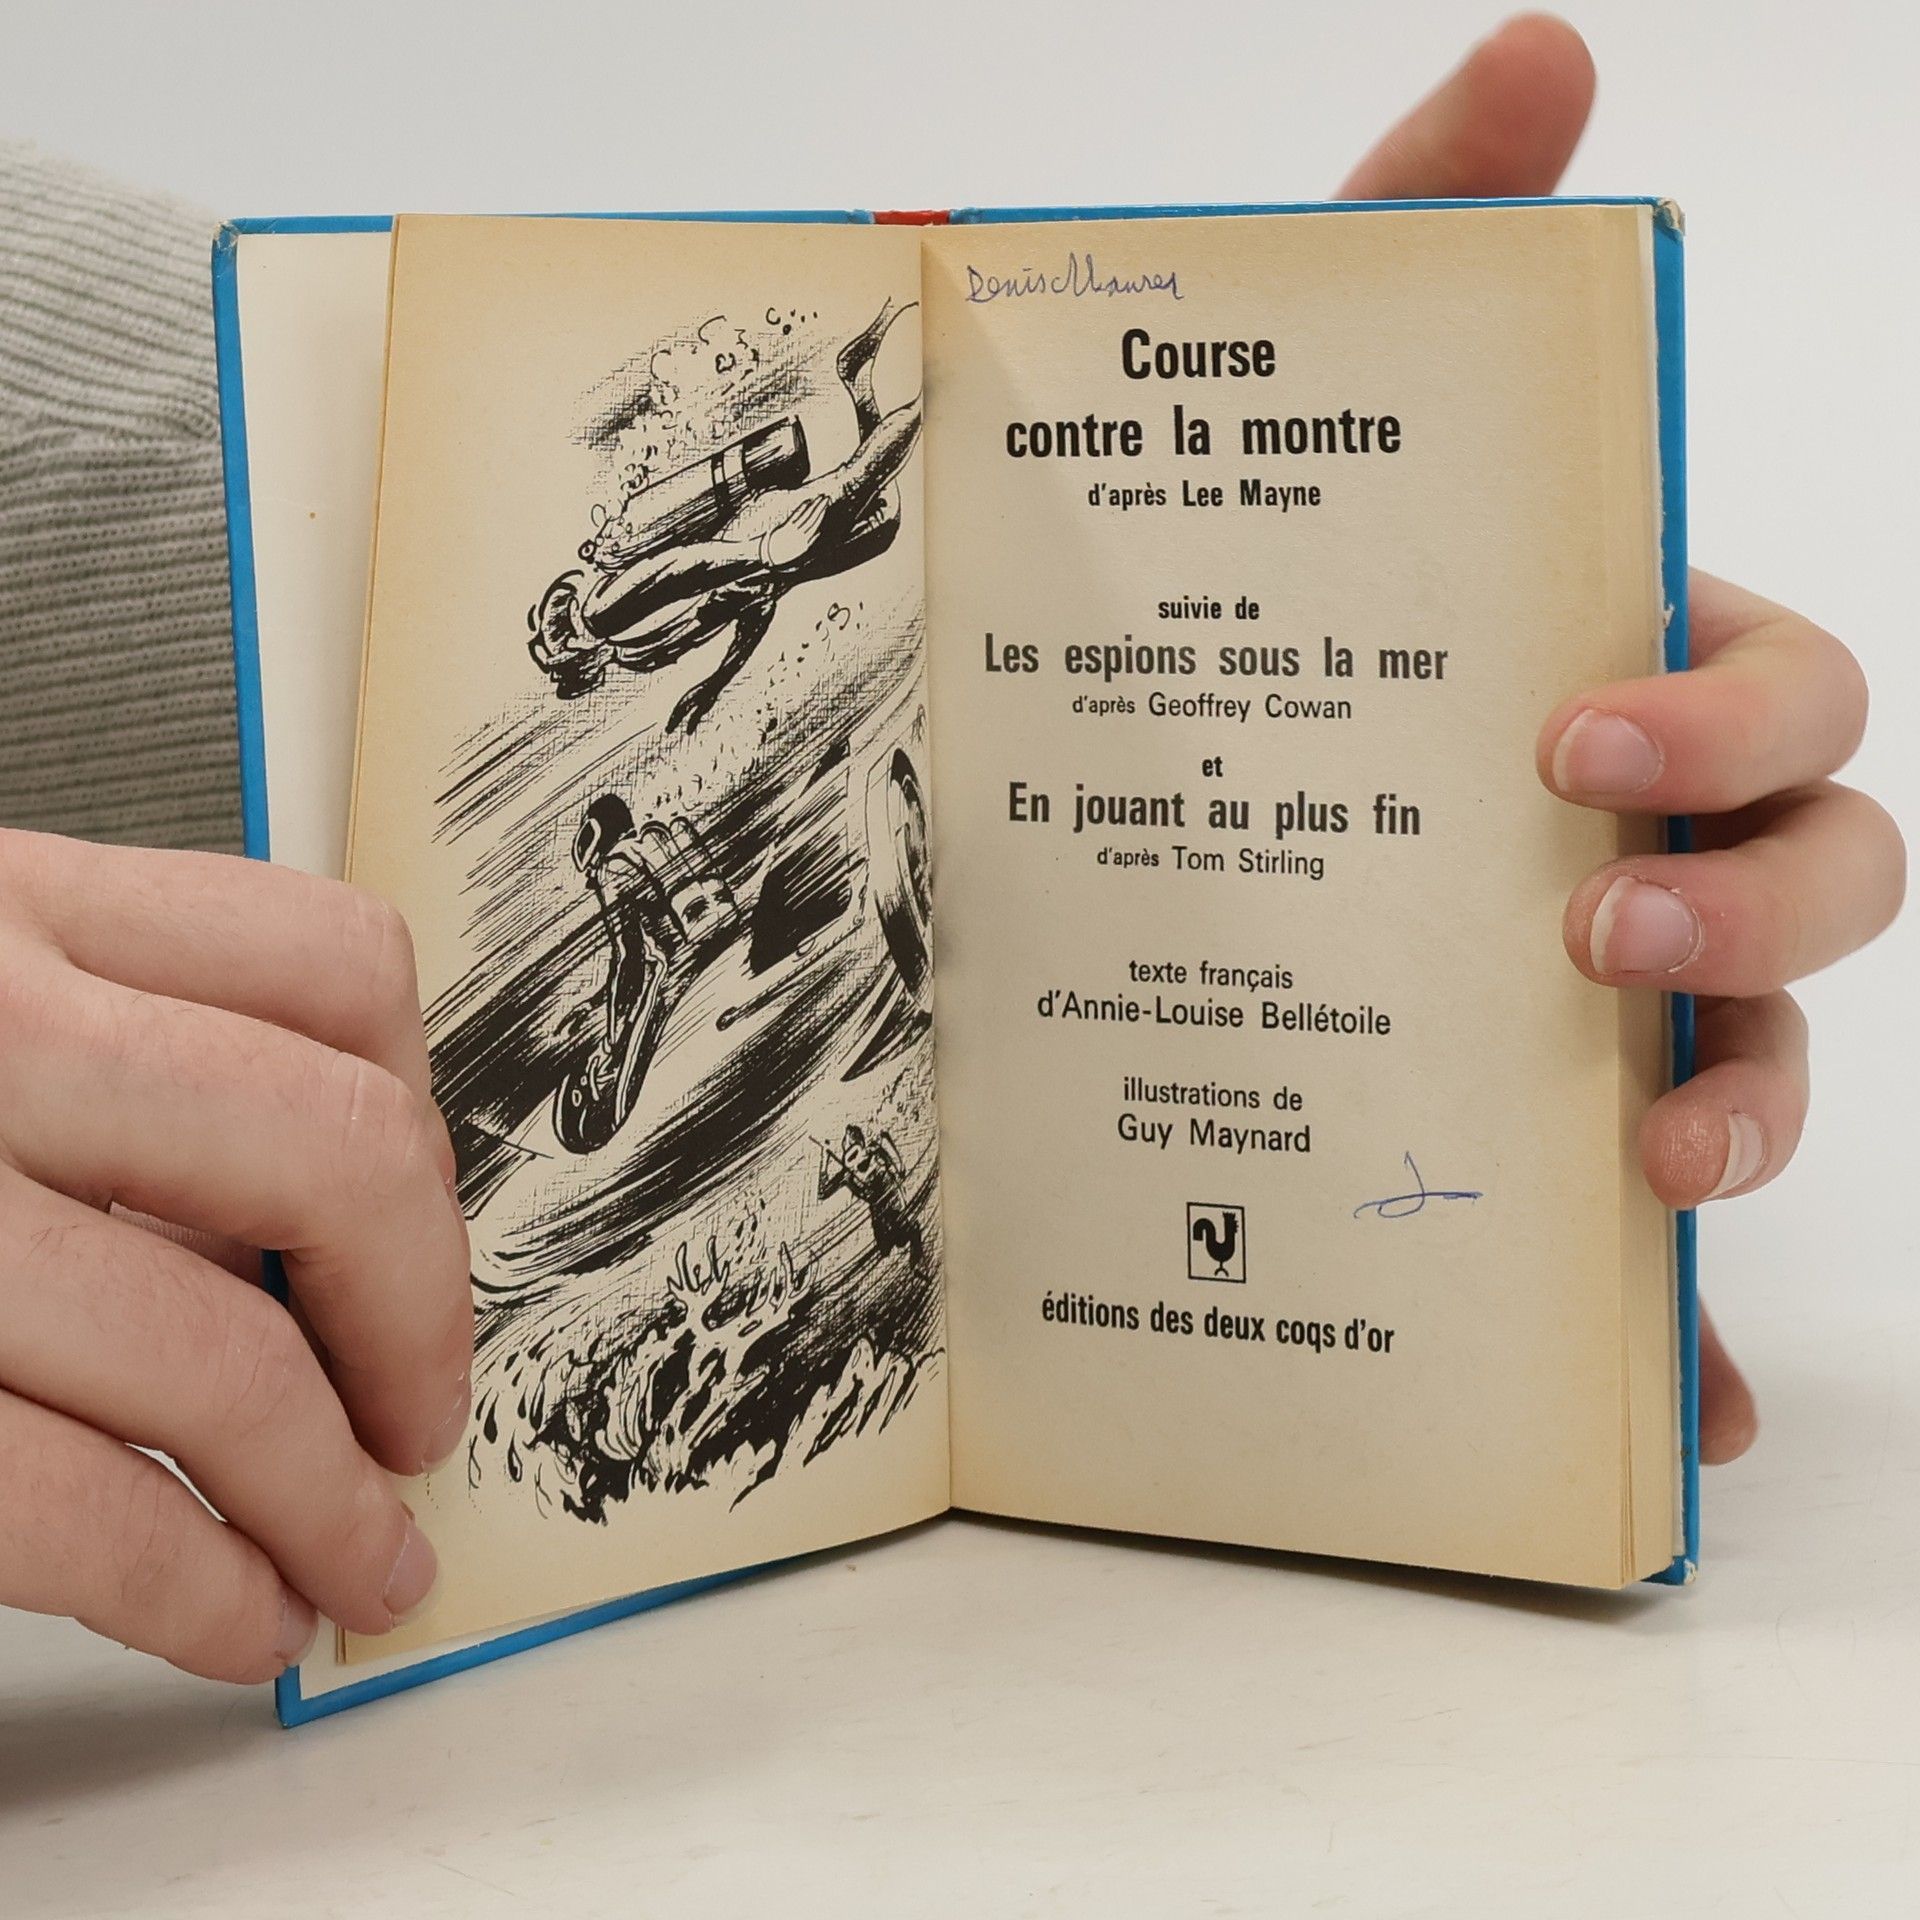 Denis
Course
contre la montre
d'après Lee Mayne
suivie de
Les espions sous la mer
d'après Geoffrey Cowan
et
En jouant au plus fin
d'après Tom Stirling
texte français
d'Annie-Louise Bellétoile
illustrations de
Guy Maynard
éditions des deux coqs d'or